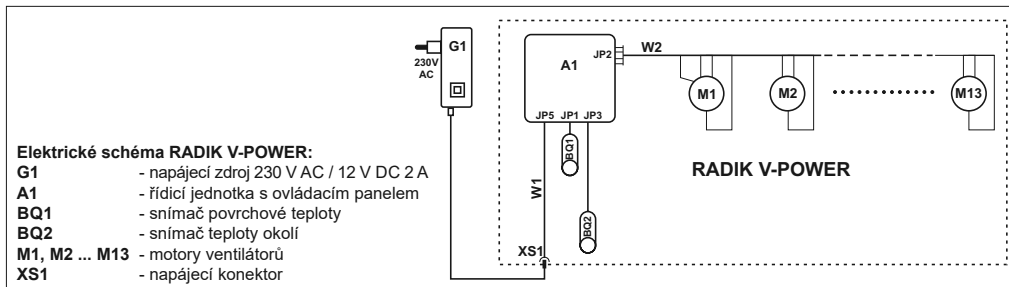 G1
230V
AC
A1
JP2
W2
M1
M2
M13
JP5 JP1 JP3
BQ1
W1
BQ2
XS1
RADIK V-POWER
Elektrické schéma RADIK V-POWER:
G1 - napájecí zdroj 230 V AC / 12 V DC 2 A
A1 - řídicí jednotka s ovládacím panelem
BQ1 - snímač povrchové teploty
BQ2 - snímač teploty okolí
M1, M2 ... M13 - motory ventilátorů
XS1 - napájecí konektor